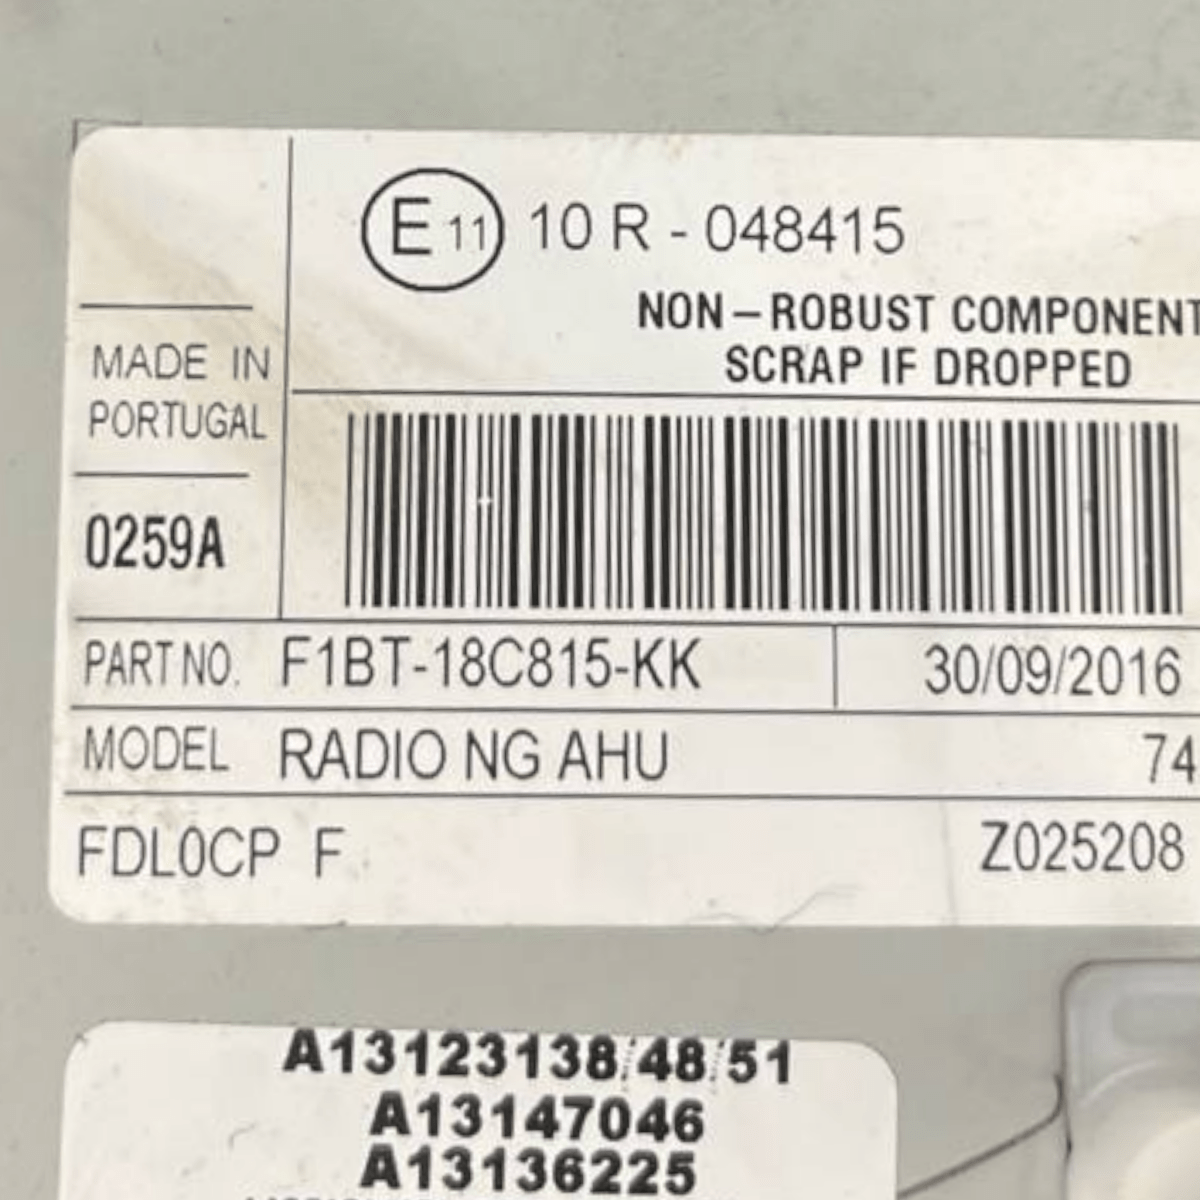 E11 10 R - 048415
NON-ROBUST COMPONENT
SCRAP IF DROPPED
MADE IN
PORTUGAL
0259A
PART NO. F1BT-18C815-KK 30/09/2016
MODEL RADIO NG AHU 74
FDL0CP F Z025208
A13123138/48/51
A13147046
A13136225